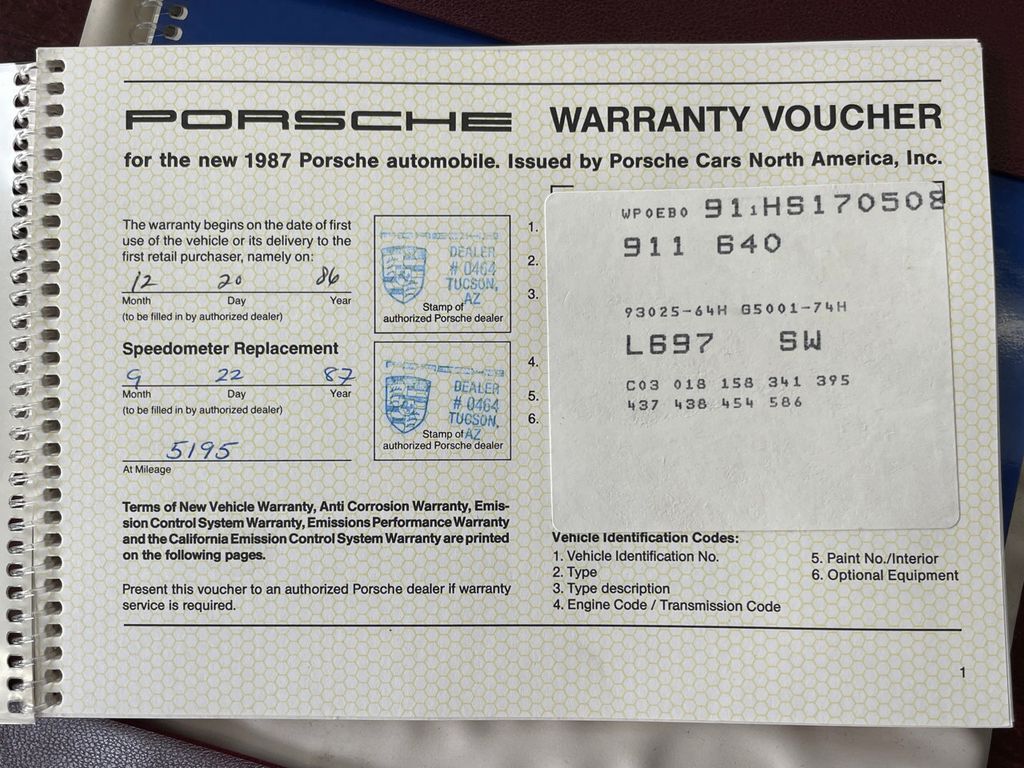 PORSCHE WARRANTY VOUCHER
for the new 1987 Porsche automobile. Issued by Porsche Cars North America, Inc.
The warranty begins on the date of first
use of the vehicle or its delivery to the
first retail purchaser, namely on:
12 20 86
Month Day Year
(to be filled in by authorized dealer)
DEALER
# 0464
TUCSON,
AZ
Stamp of
authorized Porsche dealer
Speedometer Replacement
9 22 87
Month Day Year
(to be filled in by authorized dealer)
5195
At Mileage
DEALER
# 0464
TUCSON,
AZ
Stamp of
authorized Porsche dealer
Terms of New Vehicle Warranty, Anti Corrosion Warranty, Emis-
sion Control System Warranty, Emissions Performance Warranty
and the California Emission Control System Warranty are printed
on the following pages.
Present this voucher to an authorized Porsche dealer if warranty
service is required.
1.
2.
3.
4.
5.
6.
WP0EB0 911HS170508
911 640
93025-64H G5001-74H
L697 SW
C03 018 158 341 395
437 438 454 586
Vehicle Identification Codes:
1. Vehicle Identification No.
2. Type
3. Type description
4. Engine Code / Transmission Code
5. Paint No./Interior
6. Optional Equipment
1